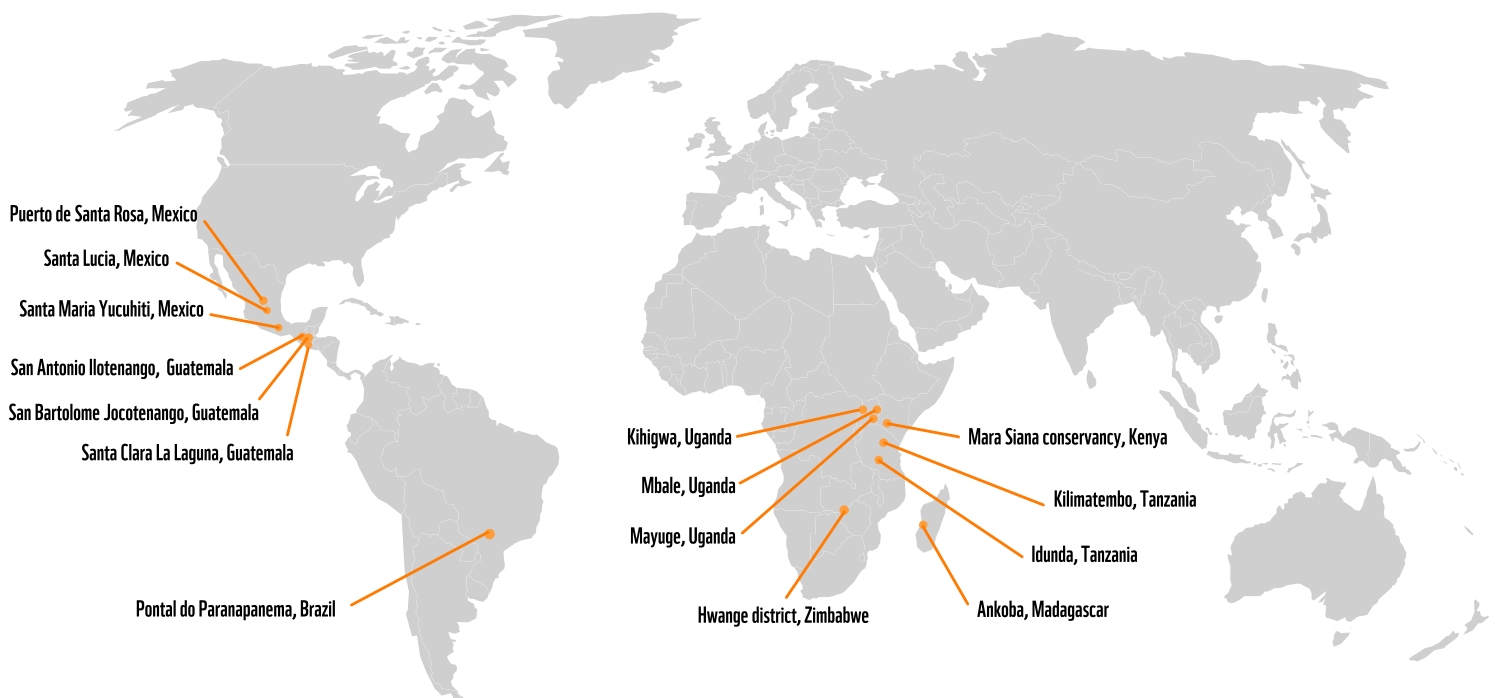 Puerto de Santa Rosa, Mexico
Santa Lucia, Mexico
Santa Maria Yucuhiti, Mexico
San Antonio Ilotenango, Guatemala
San Bartolome Jocotenango, Guatemala
Santa Clara La Laguna, Guatemala
Pontal do Paranapanema, Brazil
Kihigwa, Uganda
Mbale, Uganda
Mayuge, Uganda
Hwange district, Zimbabwe
Mara Siana conservancy, Kenya
Kilimatembo, Tanzania
Idunda, Tanzania
Ankoba, Madagascar